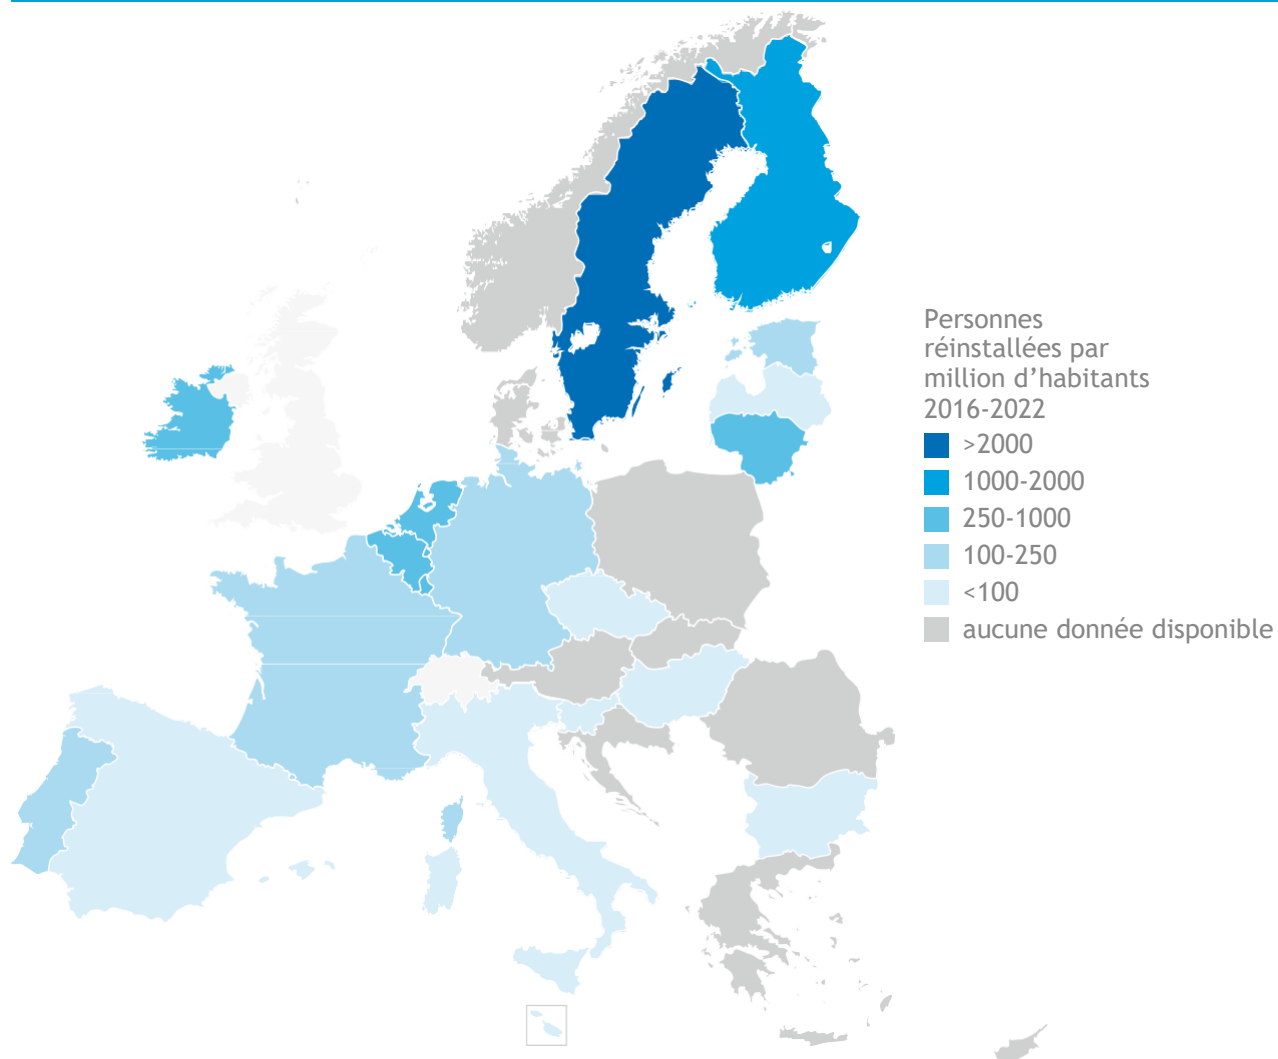 Personnes
réinstallées par
million d’habitants
2016-2022
>2000
1000-2000
250-1000
100-250
<100
aucune donnée disponible